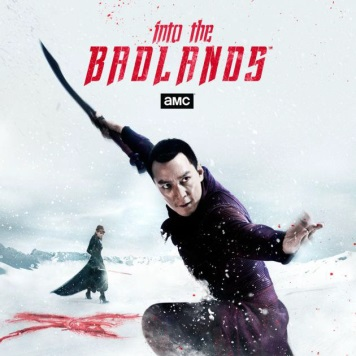 into the
BADLANDS
amc